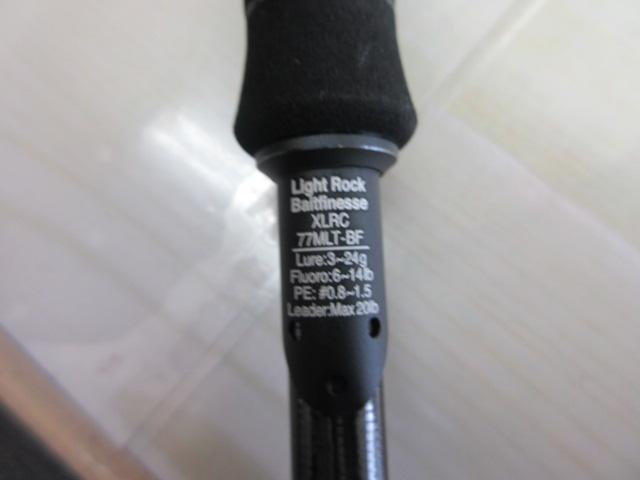 Light Rock
Baitfinesse
XLRC
77MLT-BF
Lure:3~24g
Fluoro:6~14lb
PE: #0.8~1.5
Leader:Max20lb